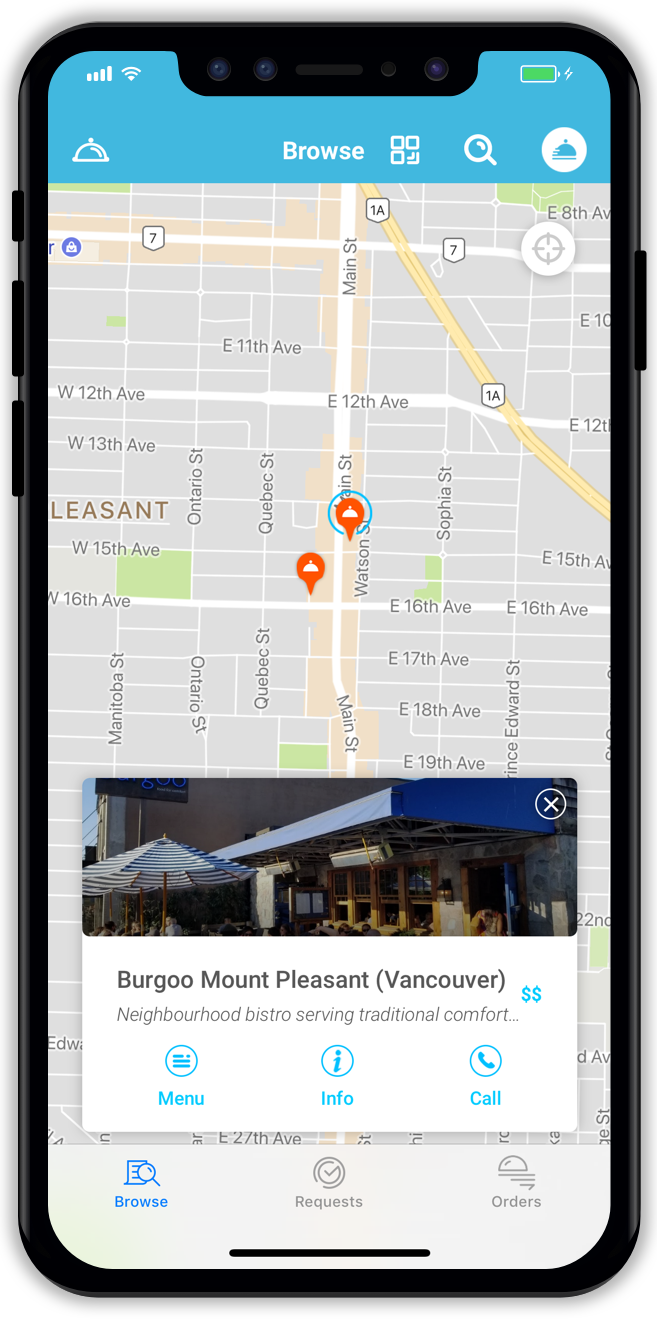 Browse
1A
E 8th Av
7
r
7
Main St
E 10
E 11th Ave
1A
W 12th Ave
E 12th Ave
E 12t
W 13th Ave
Main St
Ontario St
Quebec St
Sophia St
LEASANT
Watson St
W 15th Ave
E 15th Av
W 16th Ave
E 16th Ave
E 16th Ave
Quebec St
E 17th Ave
Manitoba St
Ontario St
rince Edward St
Main St
E 18th Ave
E 19th Ave
Burgoo
22nd
Burgoo Mount Pleasant (Vancouver)
$$
Neighbourhood bistro serving traditional comfort...
Edwa
d Av
Menu
Info
Call
E 27th Ave
Browse
Requests
Orders